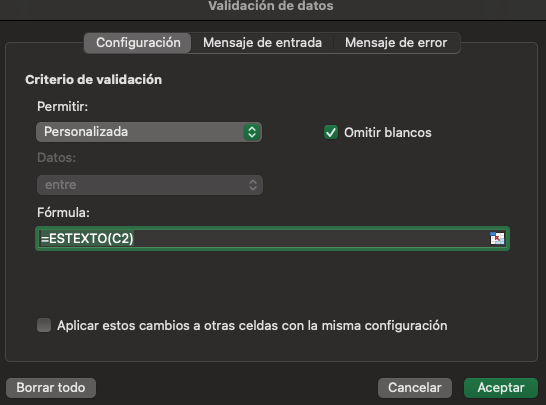 Validación de datos
Configuración Mensaje de entrada Mensaje de error
Criterio de validación
Permitir:
Personalizada Omitir blancos
Datos:
entre
Fórmula:
=ESTEXTO(C2)
Aplicar estos cambios a otras celdas con la misma configuración
Borrar todo Cancelar Aceptar